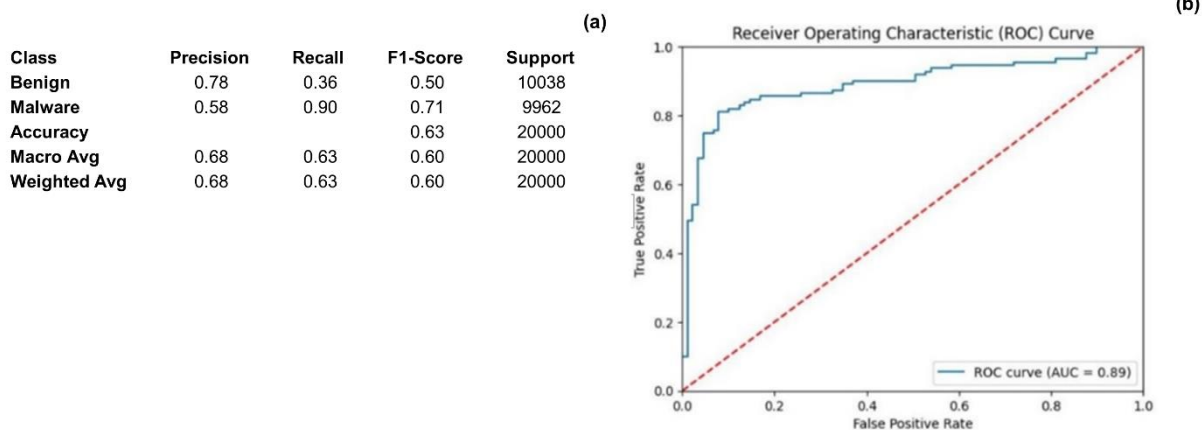 (a)
Class Precision Recall F1-Score Support
Benign 0.78 0.36 0.50 10038
Malware 0.58 0.90 0.71 9962
Accuracy 0.63 20000
Macro Avg 0.68 0.63 0.60 20000
Weighted Avg 0.68 0.63 0.60 20000
(b)
Receiver Operating Characteristic (ROC) Curve
1.0
0.8
0.6
0.4
0.2
0.0
True Positive Rate
ROC curve (AUC = 0.89)
0.0 0.2 0.4 0.6 0.8 1.0
False Positive Rate